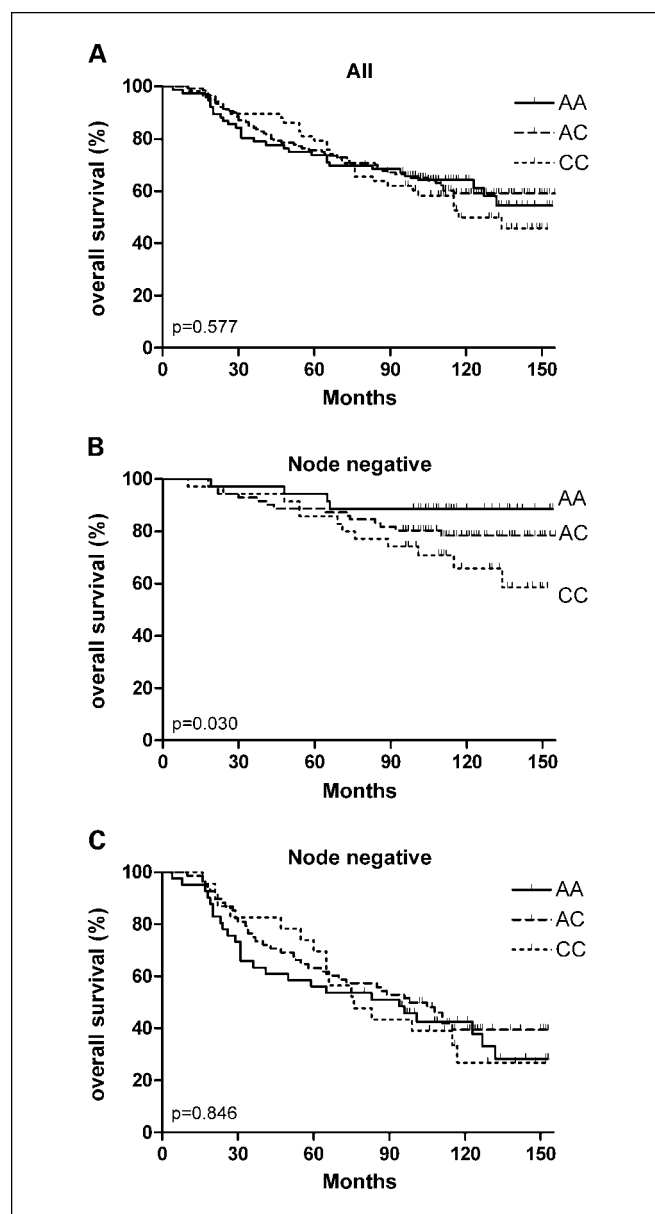 A
All
100
80
60
40
20
0
overall survival (%)
AA
AC
CC
p=0.577
0 30 60 90 120 150
Months
B
Node negative
100
80
60
40
20
0
overall survival (%)
AA
AC
CC
p=0.030
0 30 60 90 120 150
Months
C
Node negative
100
80
60
40
20
0
overall survival (%)
AA
AC
CC
p=0.846
0 30 60 90 120 150
Months